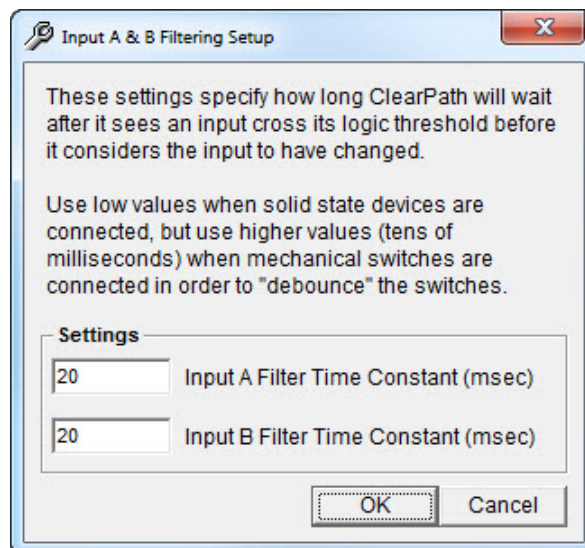 Input A & B Filtering Setup
These settings specify how long ClearPath will wait
after it sees an input cross its logic threshold before
it considers the input to have changed.
Use low values when solid state devices are
connected, but use higher values (tens of
milliseconds) when mechanical switches are
connected in order to "debounce" the switches.
Settings
20 Input A Filter Time Constant (msec)
20 Input B Filter Time Constant (msec)
OK Cancel